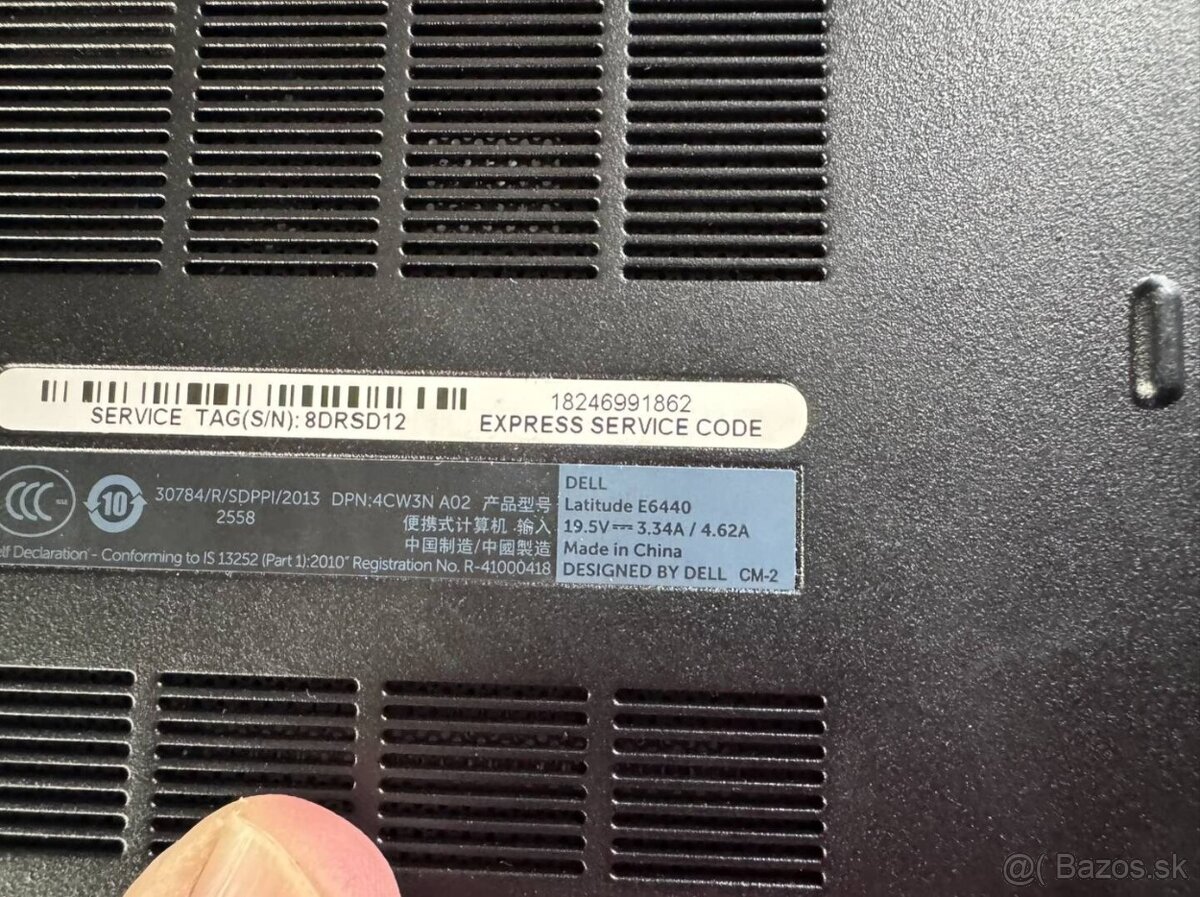 18246991862
SERVICE TAG(S/N): 8DRSD12 EXPRESS SERVICE CODE
CCC
10
30784/R/SDPPI/2013 DPN:4CW3N A02 产品型号
2558 便携式计算机 输入
中国制造/中國製造
Declaration - Conforming to IS 13252 (Part 1):2010" Registration No. R-41000418
DELL
Latitude E6440
19.5V⎓ 3.34A / 4.62A
Made in China
DESIGNED BY DELL CM-2
@( Bazos.sk